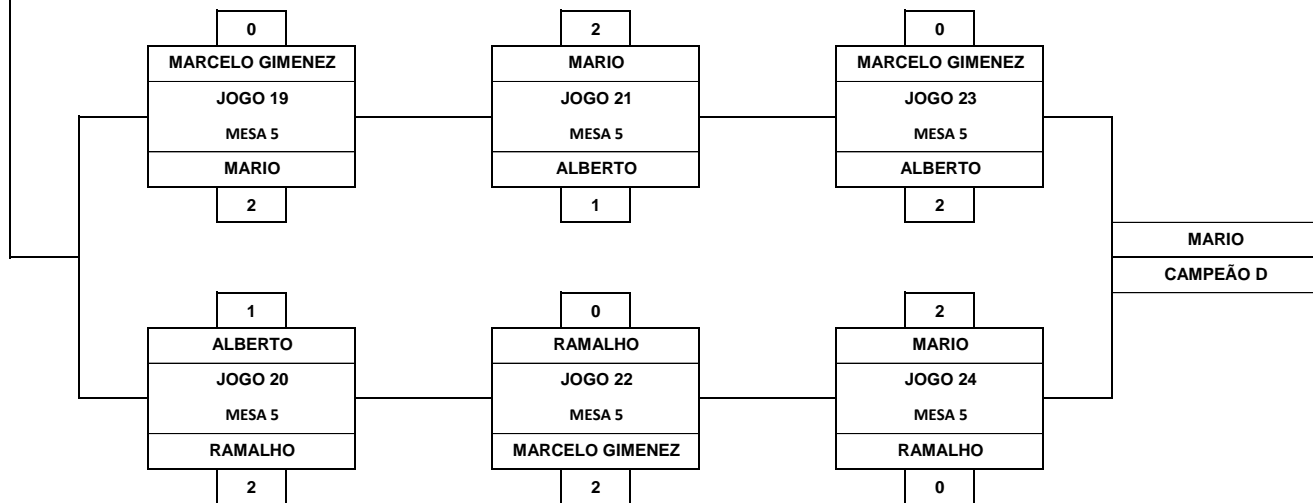 0
MARCELO GIMENEZ
JOGO 19
MESA 5
MARIO
2
2
MARIO
JOGO 21
MESA 5
ALBERTO
1
0
MARCELO GIMENEZ
JOGO 23
MESA 5
ALBERTO
2
MARIO
CAMPEÃO D
1
ALBERTO
JOGO 20
MESA 5
RAMALHO
2
0
RAMALHO
JOGO 22
MESA 5
MARCELO GIMENEZ
2
2
MARIO
JOGO 24
MESA 5
RAMALHO
0